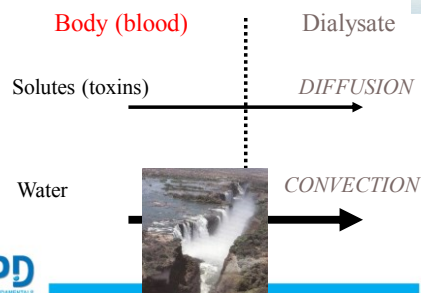 Body (blood) Dialysate
Solutes (toxins) DIFFUSION
Water CONVECTION
PD